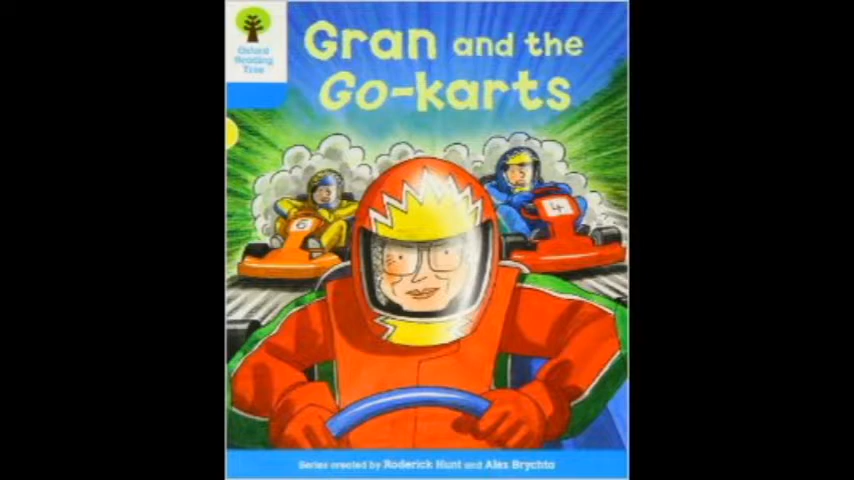 Oxford
Reading
Tree
Gran and the
Go-karts
6
4
Series created by Roderick Hunt and Alex Brychta